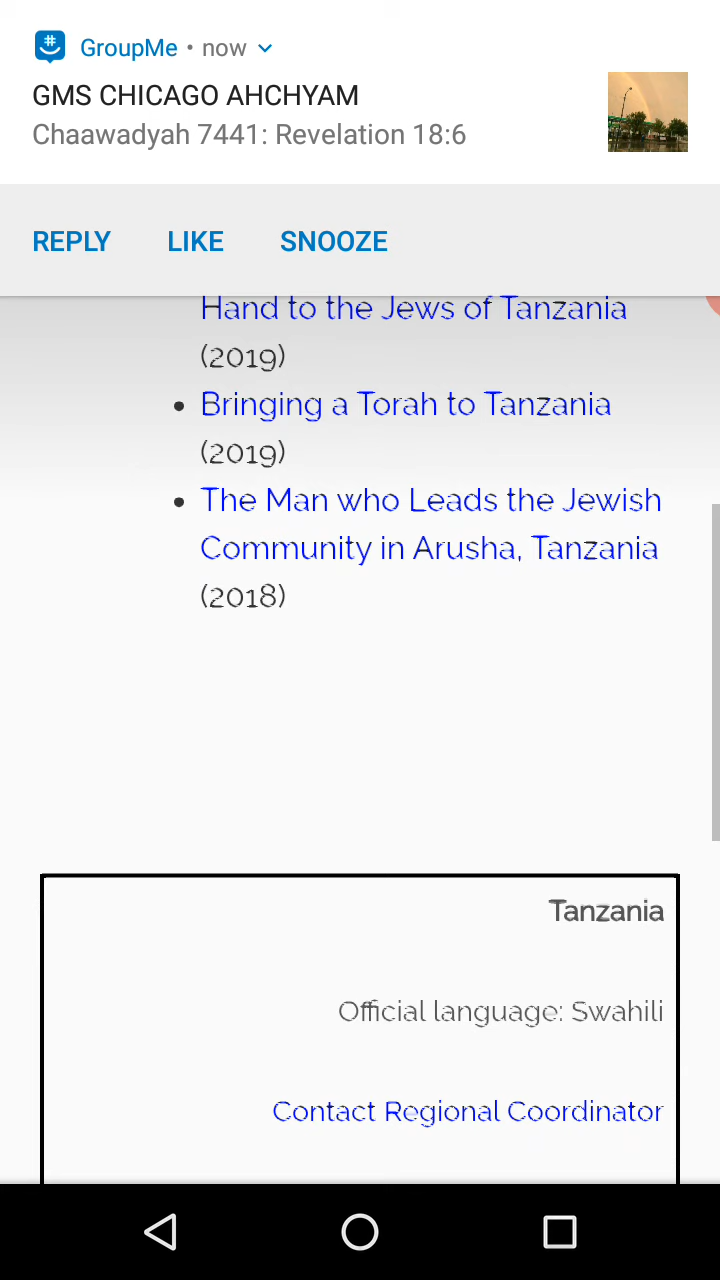 GroupMe • now
GMS CHICAGO AHCHYAM
Chaawadyah 7441: Revelation 18:6
REPLY LIKE SNOOZE
Hand to the Jews of Tanzania
(2019)
• Bringing a Torah to Tanzania
(2019)
• The Man who Leads the Jewish
Community in Arusha, Tanzania
(2018)
Tanzania
Official language: Swahili
Contact Regional Coordinator